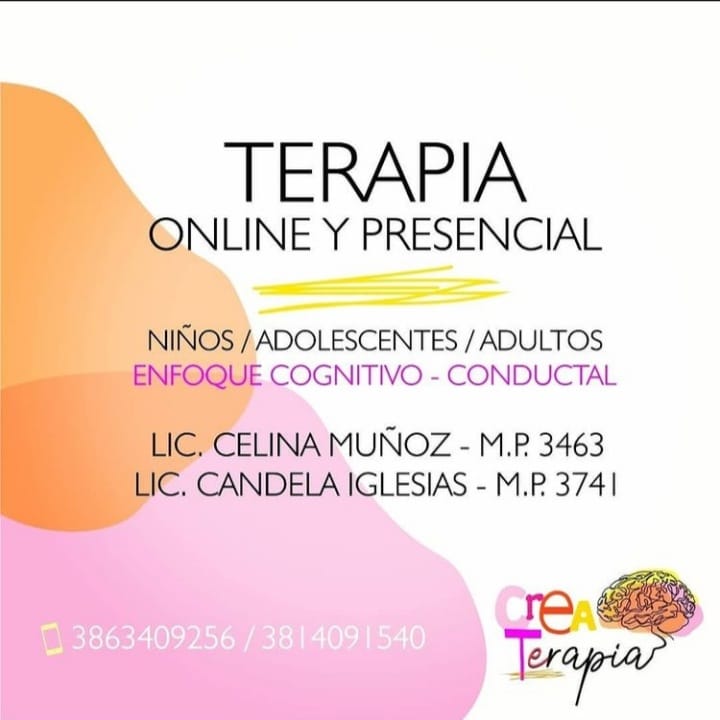 TERAPIA
ONLINE Y PRESENCIAL
NIÑOS / ADOLESCENTES / ADULTOS
ENFOQUE COGNITIVO - CONDUCTAL
LIC. CELINA MUÑOZ - M.P. 3463
LIC. CANDELA IGLESIAS - M.P. 3741
3863409256 / 3814091540
CreA
Terapia